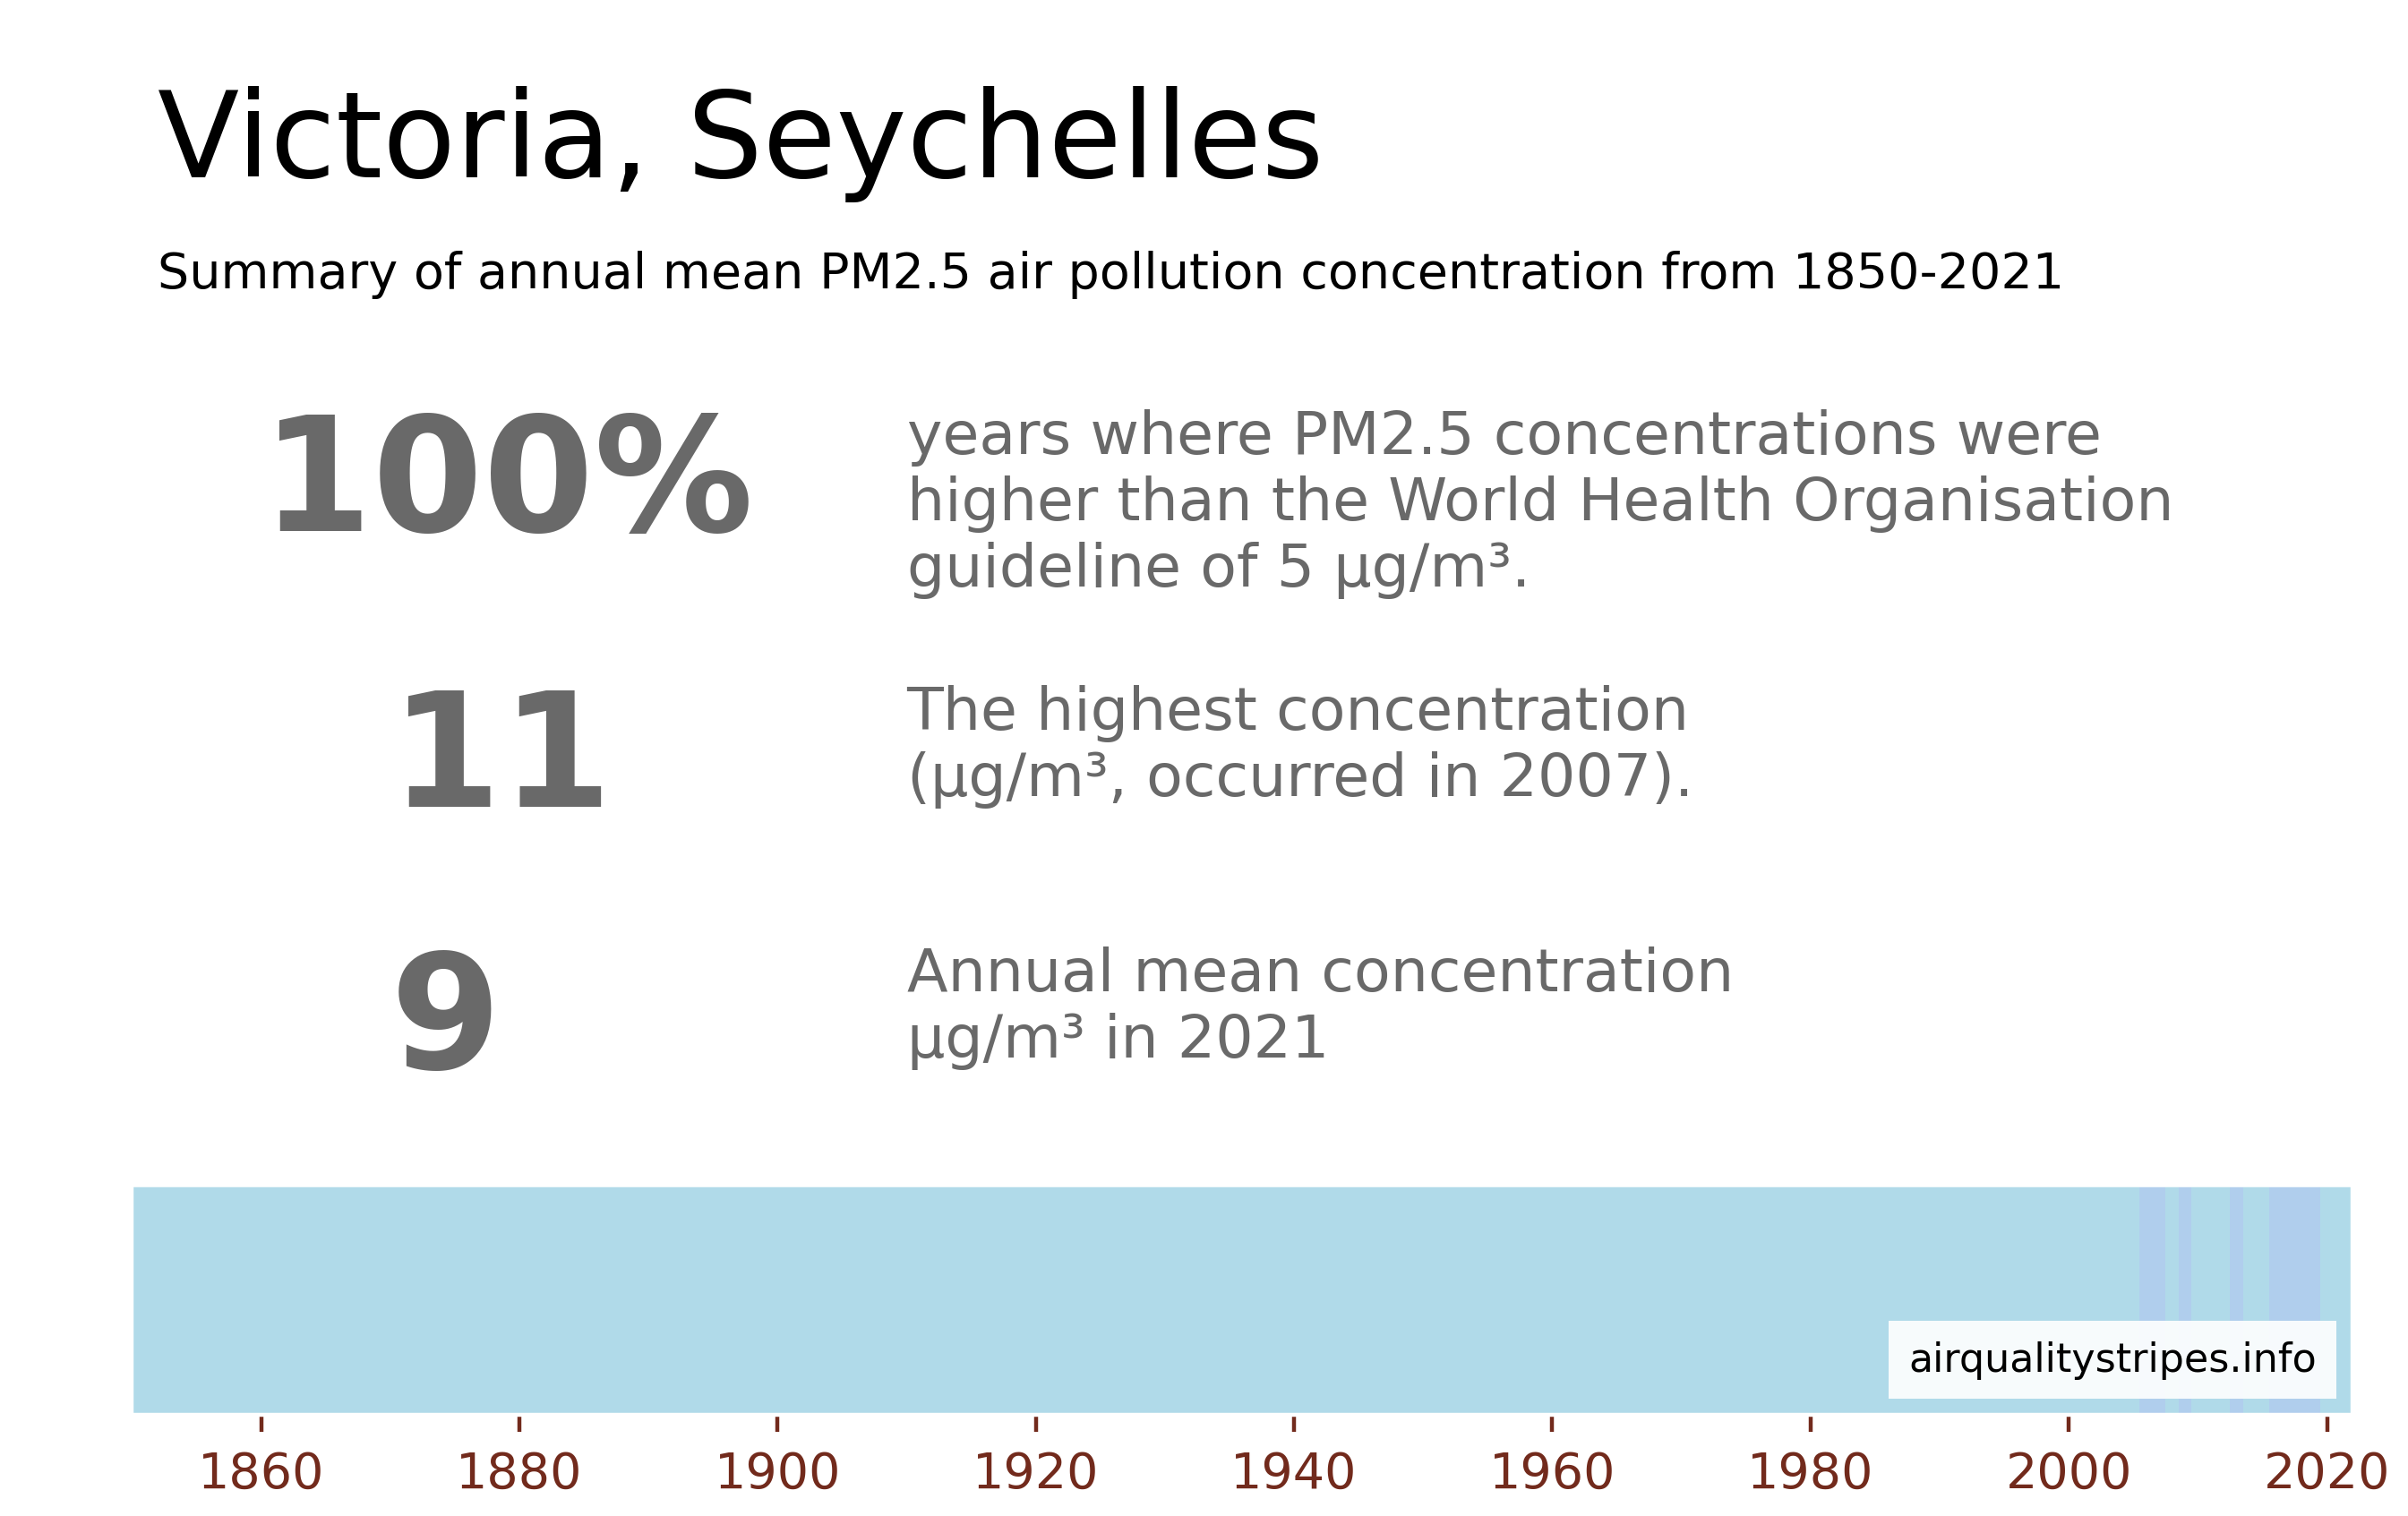 Victoria, Seychelles
Summary of annual mean PM2.5 air pollution concentration from 1850-2021
100%
years where PM2.5 concentrations were
higher than the World Health Organisation
guideline of 5 µg/m³.
11
The highest concentration
(µg/m³, occurred in 2007).
9
Annual mean concentration
µg/m³ in 2021
airqualitystripes.info
1860 1880 1900 1920 1940 1960 1980 2000 2020